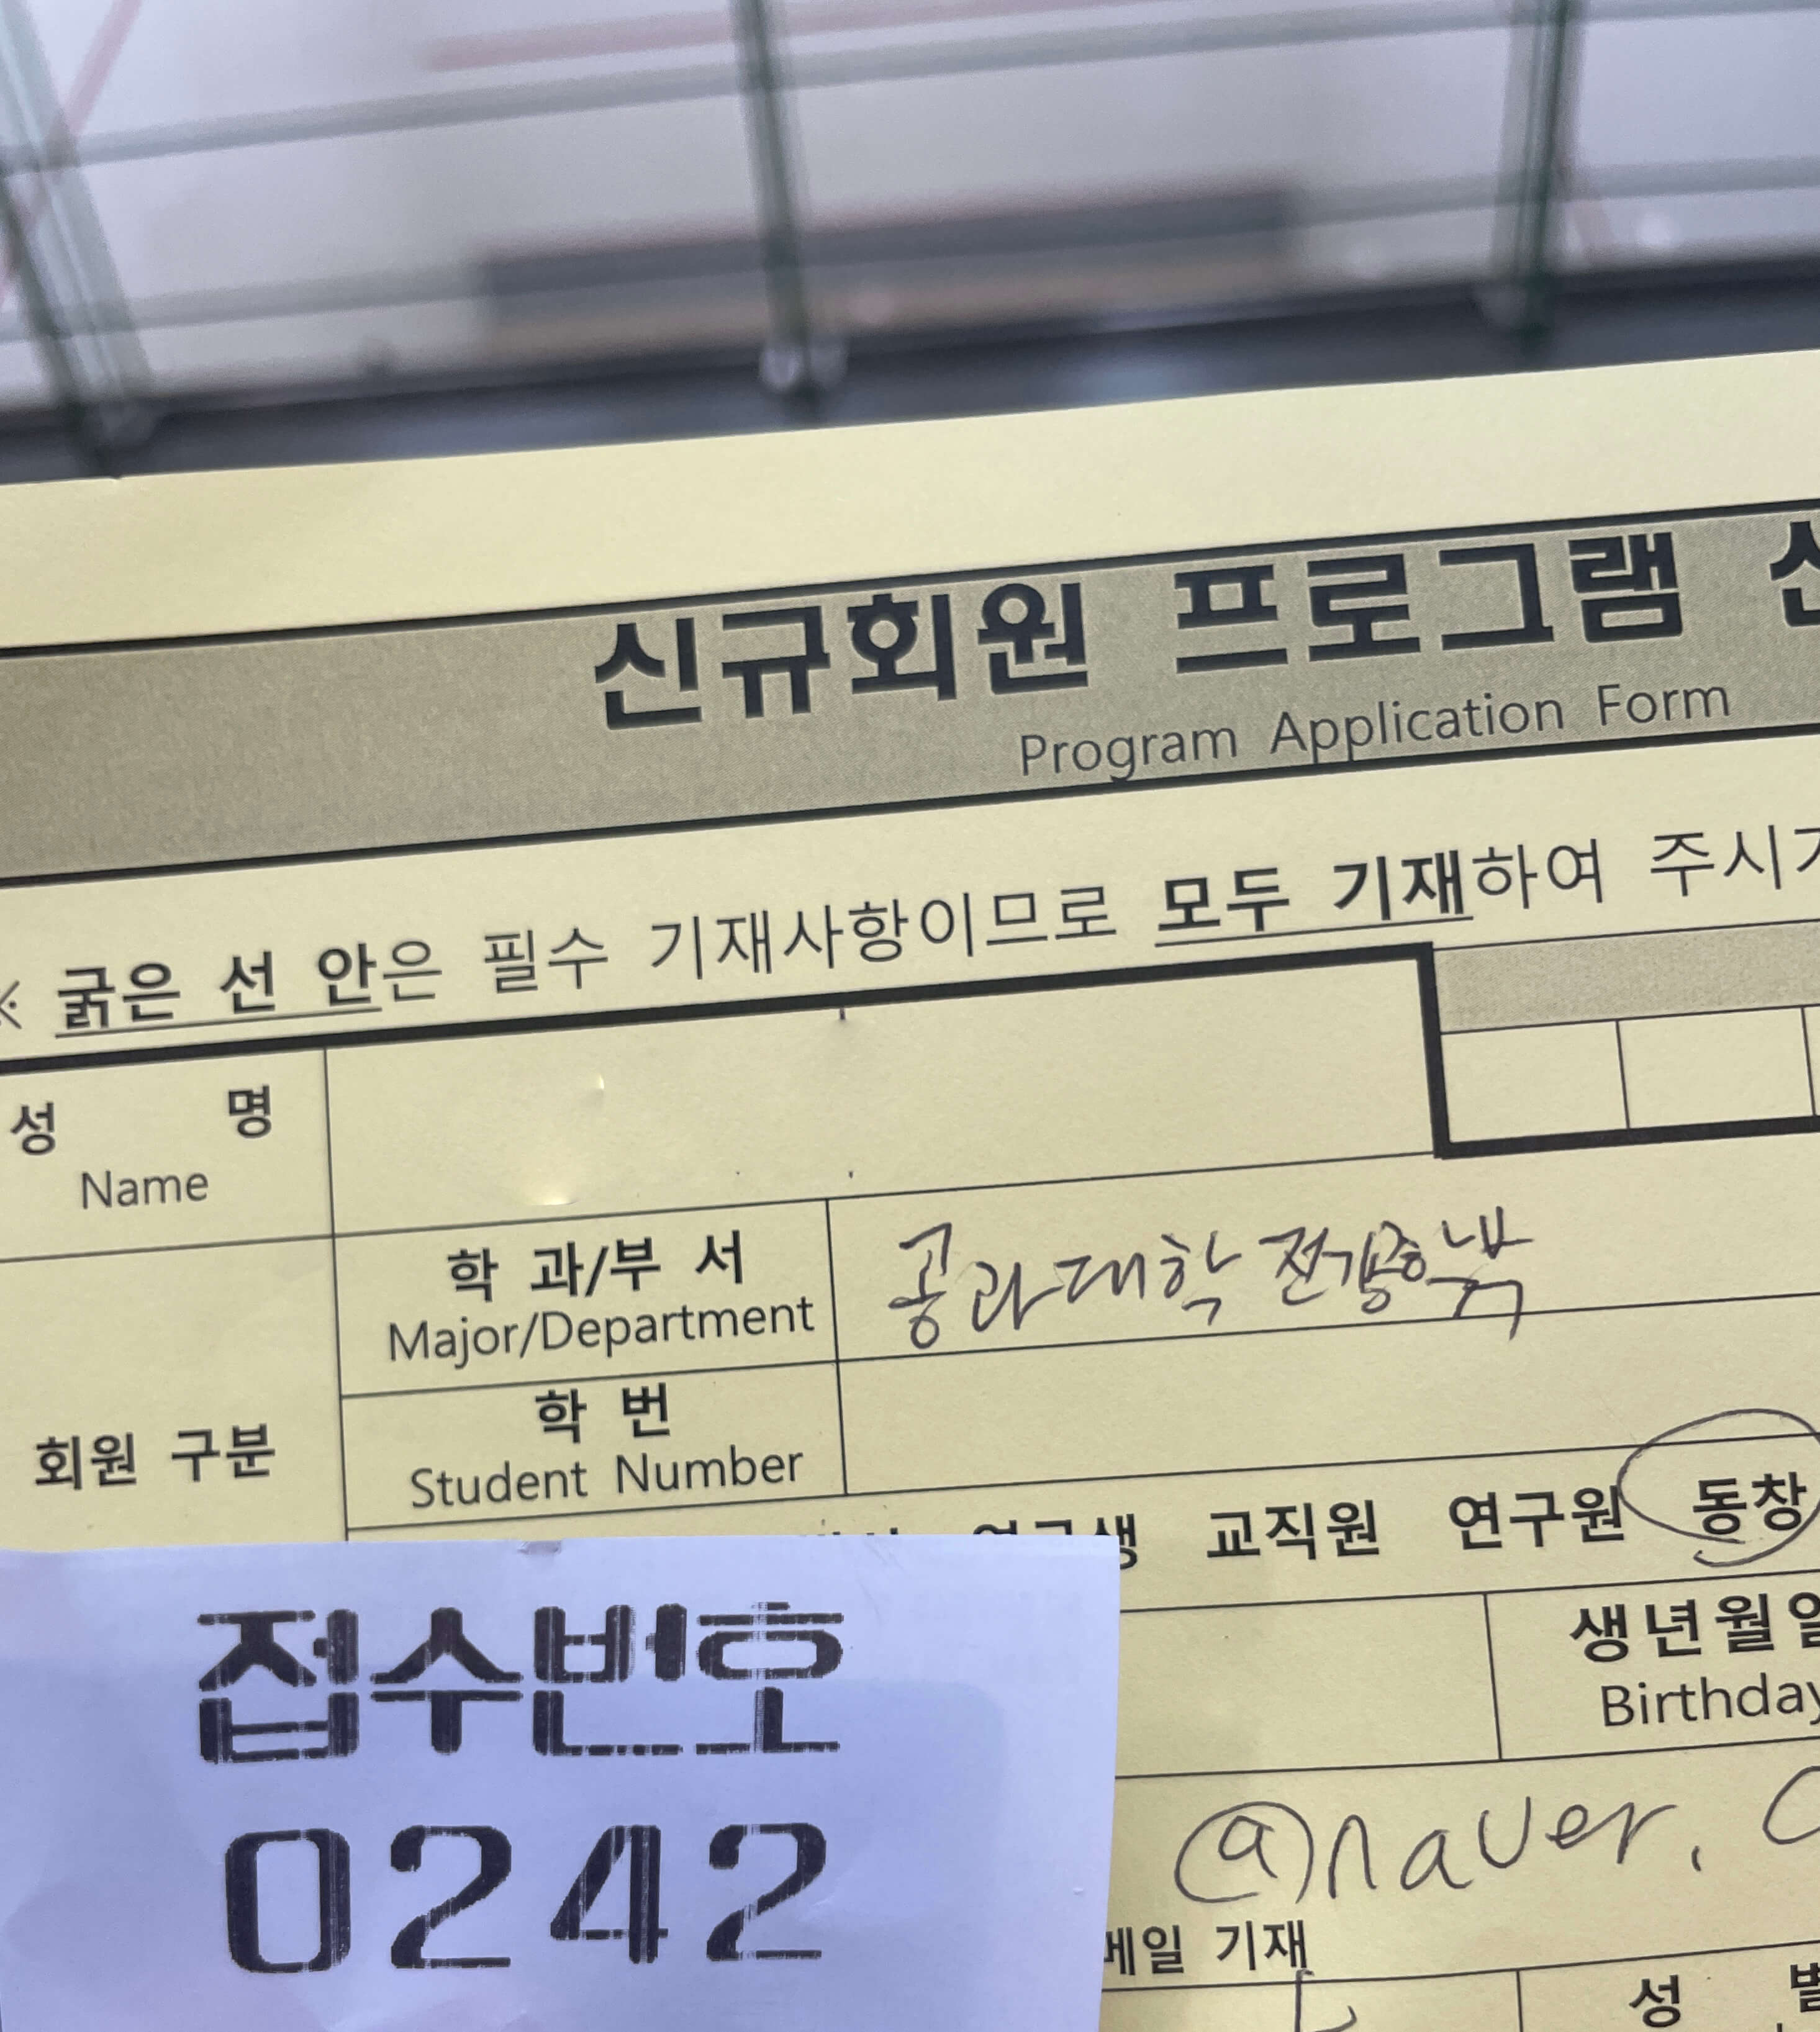 신규회원 프로그램
Program Application Form
※ 굵은 선 안은 필수 기재사항이므로 모두 기재하여 주시기
성 명
Name
학 과/부 서
Major/Department
공과대학
학 번
Student Number
회원 구분
교직원 연구원 동창
생년월일
Birthday
@naver.
메일 기재
성 별
접수번호
0242